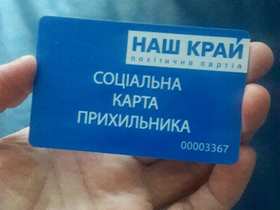 НАШ КРАЙ
політична партія
СОЦІАЛЬНА
КАРТА
ПРИХИЛЬНИКА
00003367